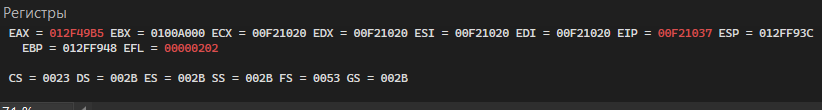 Регистры
EAX = 012F49B5 EBX = 0100A000 ECX = 00F21020 EDX = 00F21020 ESI = 00F21020 EDI = 00F21020 EIP = 00F21037 ESP = 012FF93C
EBP = 012FF948 EFL = 00000202
CS = 0023 DS = 002B ES = 002B SS = 002B FS = 0053 GS = 002B